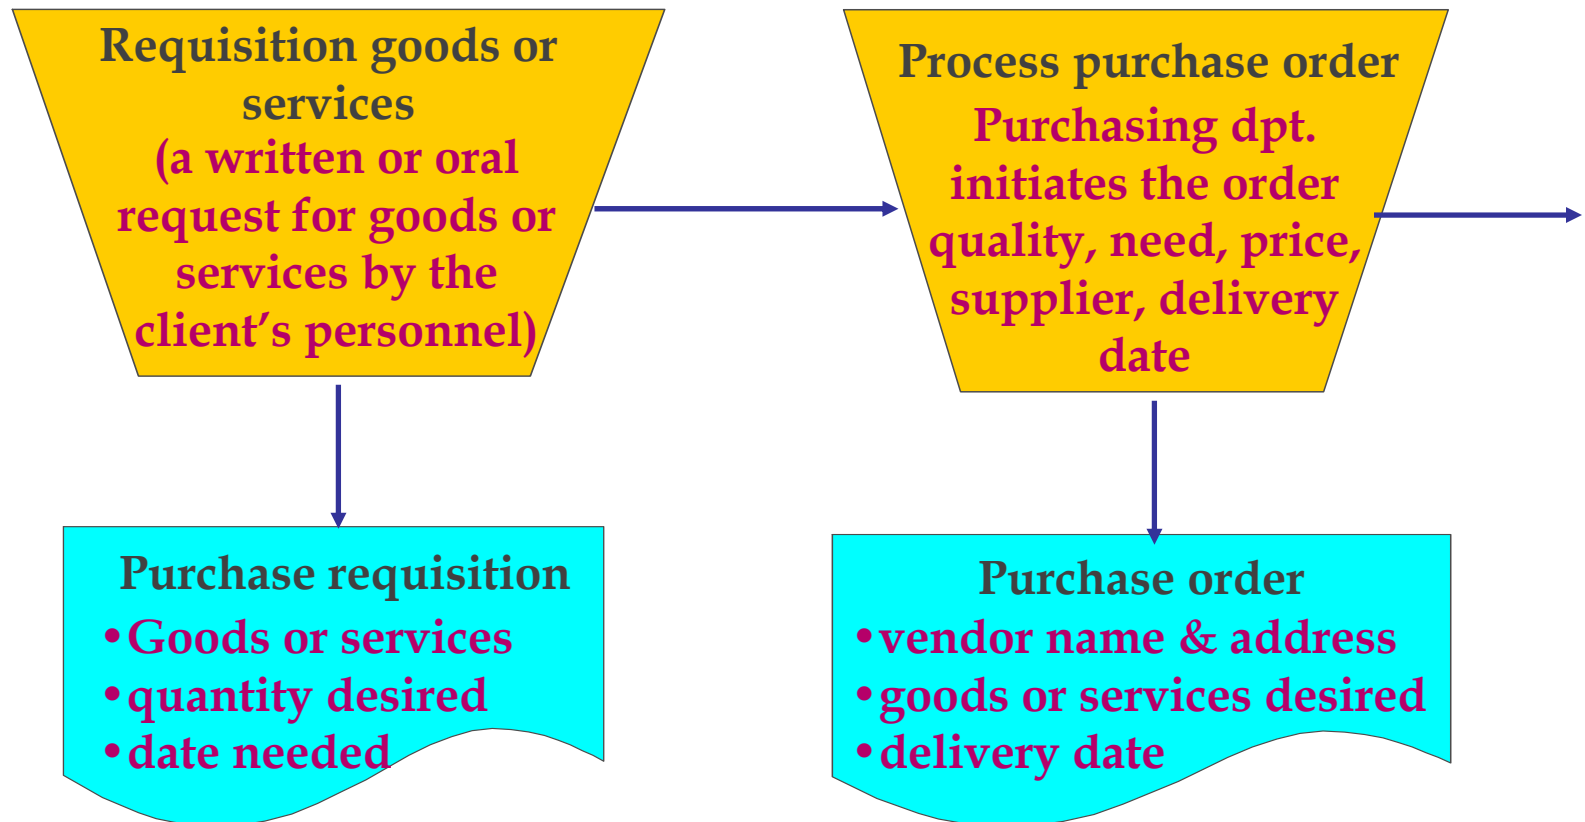 Requisition goods or
services
(a written or oral
request for goods or
services by the
client’s personnel)
Process purchase order
Purchasing dpt.
initiates the order
quality, need, price,
supplier, delivery
date
Purchase requisition
•Goods or services
•quantity desired
•date needed
Purchase order
•vendor name & address
•goods or services desired
•delivery date